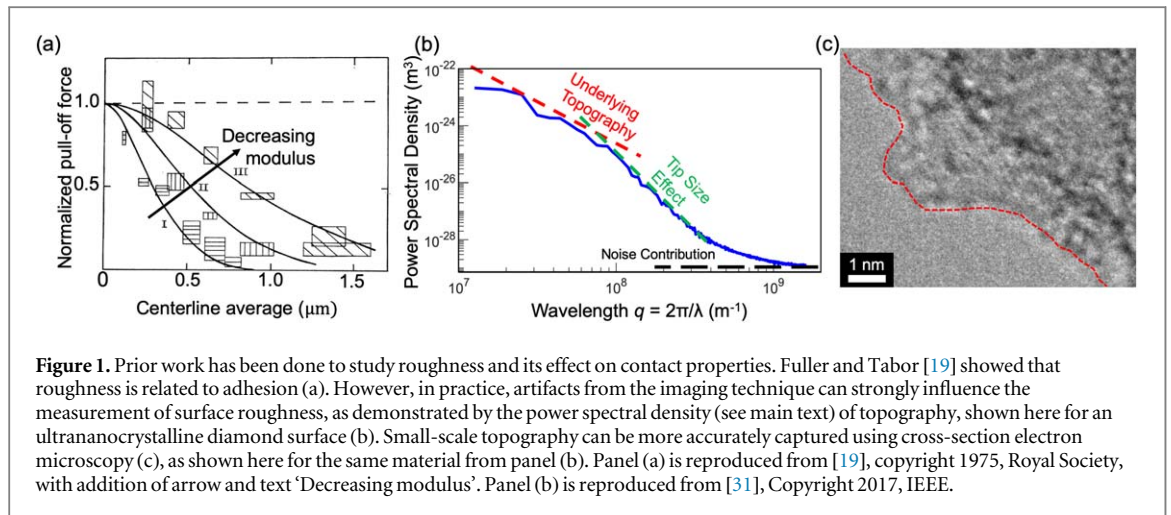 (a)
Normalized pull-off force
1.0
0.5
0
0
0.5
1.0
1.5
Centerline average (μm)
Decreasing
modulus
I
II
III
(b)
Power Spectral Density (m³)
10⁻²²
10⁻²⁴
10⁻²⁶
10⁻²⁸
10⁷
10⁸
10⁹
Wavelength q = 2π/λ (m⁻¹)
Underlying
Topography
Tip Size
Effect
Noise Contribution
(c)
1 nm
Figure 1. Prior work has been done to study roughness and its effect on contact properties. Fuller and Tabor [19] showed that
roughness is related to adhesion (a). However, in practice, artifacts from the imaging technique can strongly influence the
measurement of surface roughness, as demonstrated by the power spectral density (see main text) of topography, shown here for an
ultrananocrystalline diamond surface (b). Small-scale topography can be more accurately captured using cross-section electron
microscopy (c), as shown here for the same material from panel (b). Panel (a) is reproduced from [19], copyright 1975, Royal Society,
with addition of arrow and text ‘Decreasing modulus’. Panel (b) is reproduced from [31], Copyright 2017, IEEE.